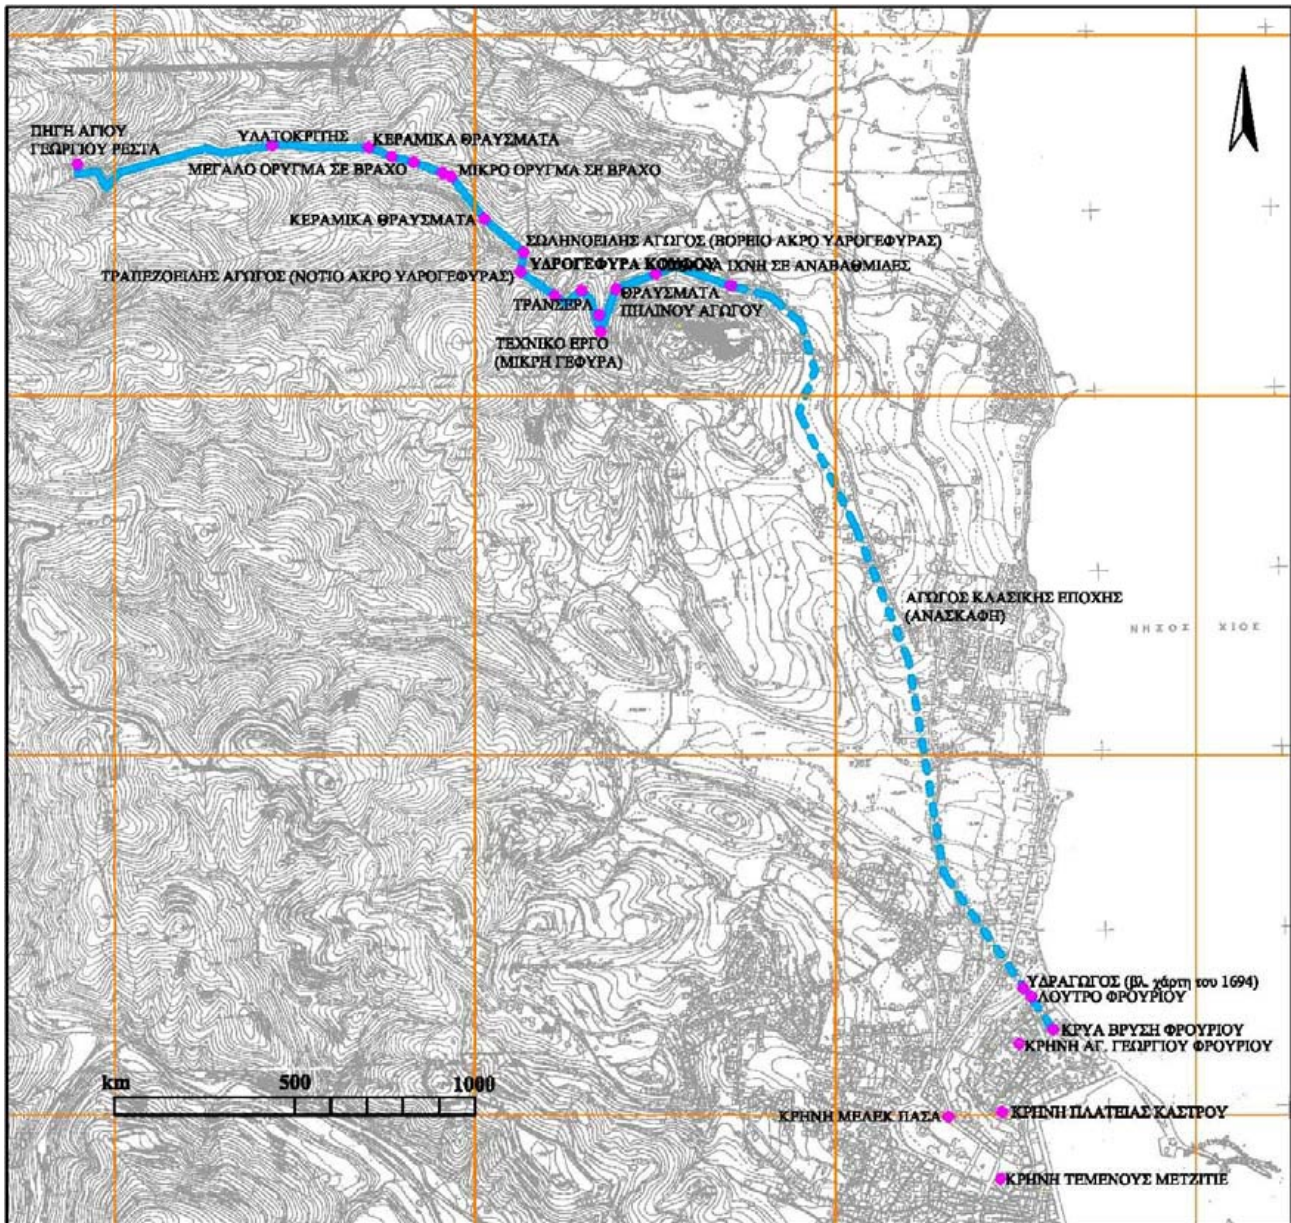 ΠΗΓΗ ΑΓΙΟΥ
ΓΕΩΡΓΙΟΥ ΡΕΣΤΑ
ΥΔΑΤΟΚΡΙΤΗΣ
ΚΕΡΑΜΙΚΑ ΘΡΑΥΣΜΑΤΑ
ΜΕΓΑΛΟ ΟΡΥΓΜΑ ΣΕ ΒΡΑΧΟ
ΜΙΚΡΟ ΟΡΥΓΜΑ ΣΕ ΒΡΑΧΟ
ΚΕΡΑΜΙΚΑ ΘΡΑΥΣΜΑΤΑ
ΣΩΛΗΝΟΕΙΔΗΣ ΑΓΩΓΟΣ (ΒΟΡΕΙΟ ΑΚΡΟ ΥΔΡΟΓΕΦΥΡΑΣ)
ΥΔΡΟΓΕΦΥΡΑ ΚΟΥΦΟΥ
ΙΧΝΗ ΣΕ ΑΝΑΒΑΘΜΙΔΕΣ
ΤΡΑΠΕΖΟΕΙΔΗΣ ΑΓΩΓΟΣ (ΝΟΤΙΟ ΑΚΡΟ ΥΔΡΟΓΕΦΥΡΑΣ)
ΤΡΑΝΣΕΡΑ
ΘΡΑΥΣΜΑΤΑ
ΠΗΛΙΝΟΥ ΑΓΩΓΟΥ
ΤΕΧΝΙΚΟ ΕΡΓΟ
(ΜΙΚΡΗ ΓΕΦΥΡΑ)
ΑΓΩΓΟΣ ΚΛΑΣΙΚΗΣ ΕΠΟΧΗΣ
(ΑΝΑΣΚΑΦΗ)
ΝΗΣΟΣ ΧΙΟΣ
ΥΔΡΑΓΩΓΟΣ (βλ. χάρτη του 1694)
ΛΟΥΤΡΟ ΦΡΟΥΡΙΟΥ
ΚΡΥΑ ΒΡΥΣΗ ΦΡΟΥΡΙΟΥ
ΚΡΗΝΗ ΑΓ. ΓΕΩΡΓΙΟΥ ΦΡΟΥΡΙΟΥ
km 500 1000
ΚΡΗΝΗ ΜΕΛΕΚ ΠΑΣΑ
ΚΡΗΝΗ ΠΛΑΤΕΙΑΣ ΚΑΣΤΡΟΥ
ΚΡΗΝΗ ΤΕΜΕΝΟΥΣ ΜΕΤΖΙΤΙΕ